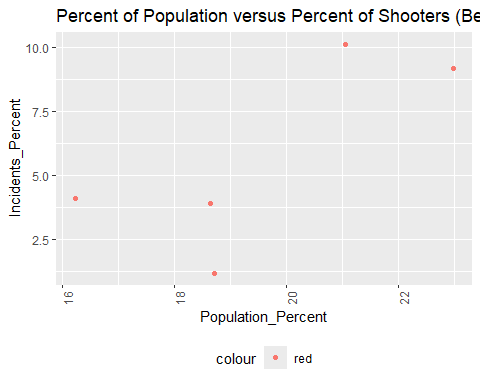 Percent of Population versus Percent of Shooters (Be
10.0
7.5
5.0
2.5
Incidents_Percent
16
18
20
22
Population_Percent
colour red